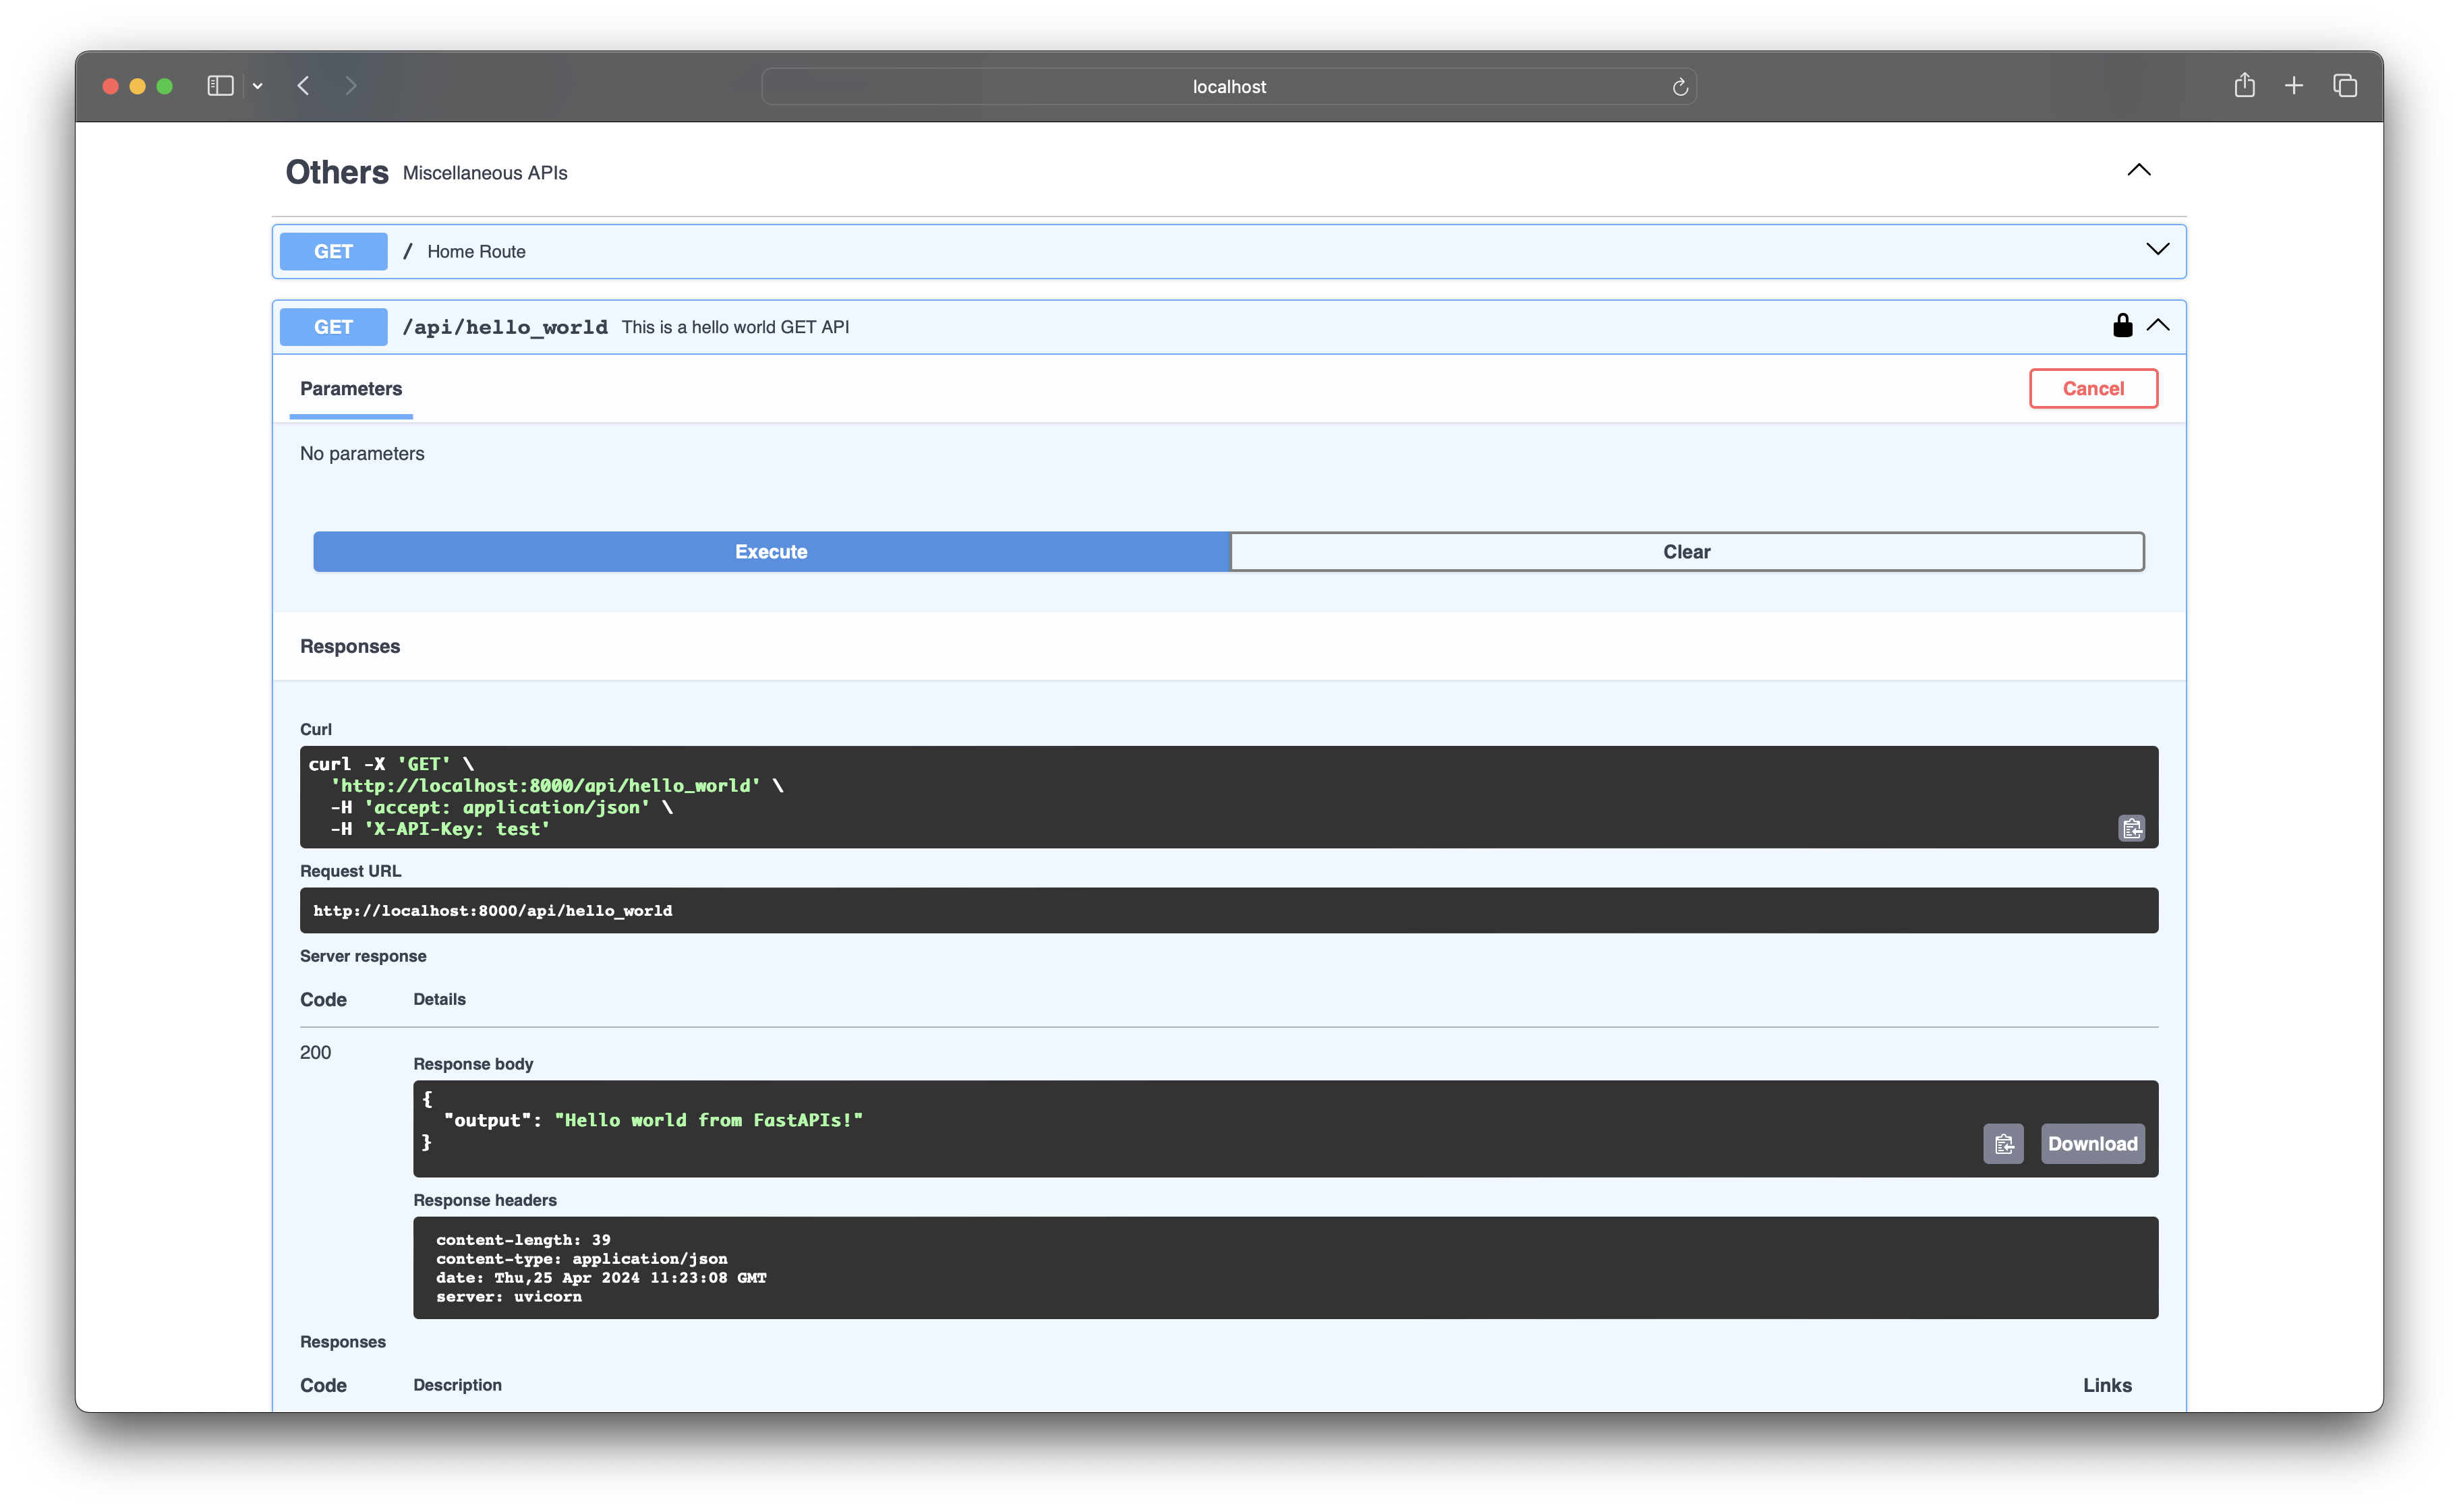 localhost
Others Miscellaneous APIs
GET / Home Route
GET /api/hello_world This is a hello world GET API
Parameters Cancel
No parameters
Execute Clear
Responses
Curl
curl -X 'GET' \
  'http://localhost:8000/api/hello_world' \
  -H 'accept: application/json' \
  -H 'X-API-Key: test'
Request URL
http://localhost:8000/api/hello_world
Server response
Code Details
200
Response body
{
  "output": "Hello world from FastAPIs!"
}
Download
Response headers
content-length: 39
content-type: application/json
date: Thu,25 Apr 2024 11:23:08 GMT
server: uvicorn
Responses
Code Description Links